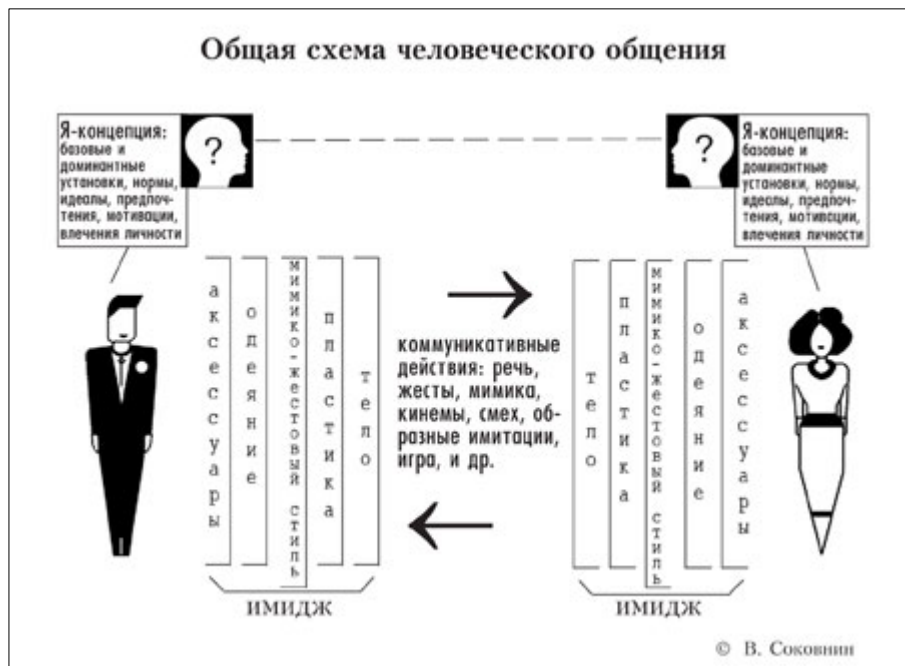 Общая схема человеческого общения
Я-концепция:
базовые и
доминантные
установки, нормы,
идеалы, предпоч-
тения, мотивации,
влечения личности
?
?
Я-концепция:
базовые и
доминантные
установки, нормы,
идеалы, предпоч-
тения, мотивации,
влечения личности
аксессуары
одеяние
мимико-жестовый стиль
пластика
тело
коммуникативные
действия: речь,
жесты, мимика,
кинемы, смех, об-
разные имитации,
игра, и др.
тело
пластика
мимико-жестовый стиль
одеяние
аксессуары
ИМИДЖ
ИМИДЖ
© В. Соковнин